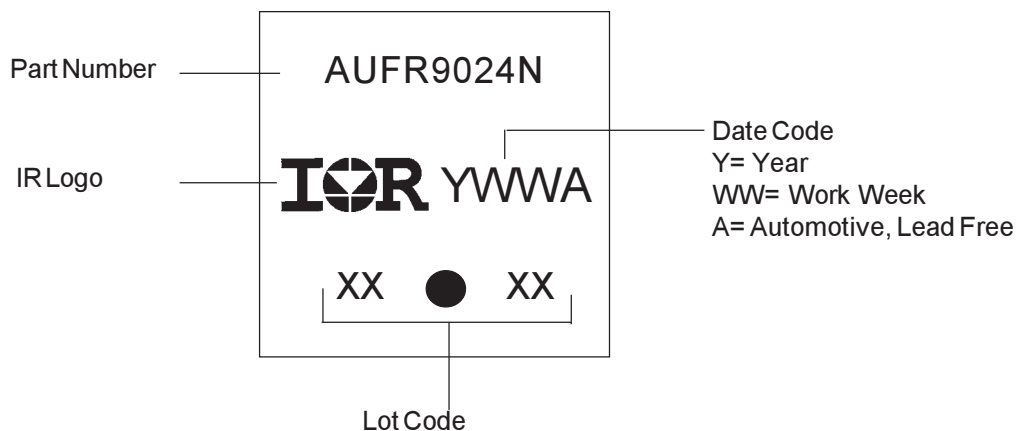 Part Number
AUFR9024N
IR Logo
IOR YWWA
Date Code
Y= Year
WW= Work Week
A= Automotive, Lead Free
XX XX
Lot Code